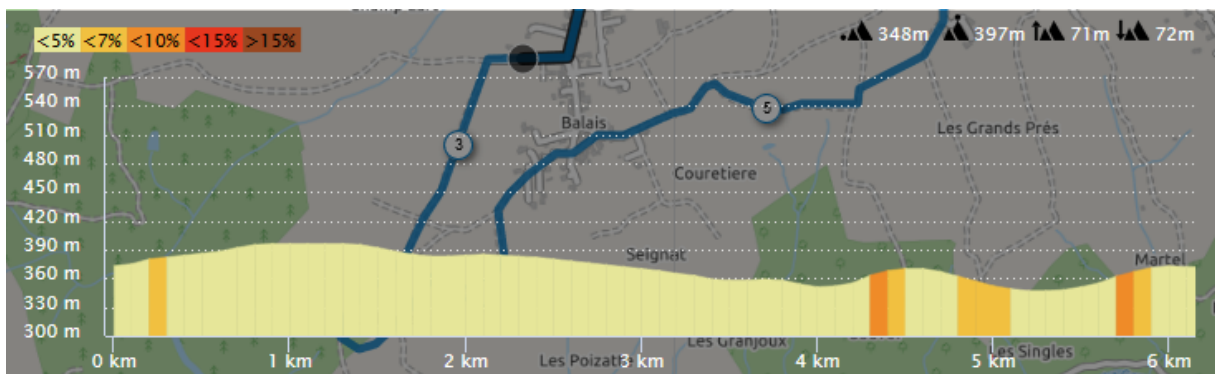 <5% <7% <10% <15% >15%
348m 397m 71m 72m
570 m
540 m
510 m
480 m
450 m
420 m
390 m
360 m
330 m
300 m
3
5
Balais
Les Grands Prés
Couretiere
Seignat
Martel
0 km 1 km 2 km 3 km 4 km 5 km 6 km
Les Granjoux
Les Singles
Les Poizatte